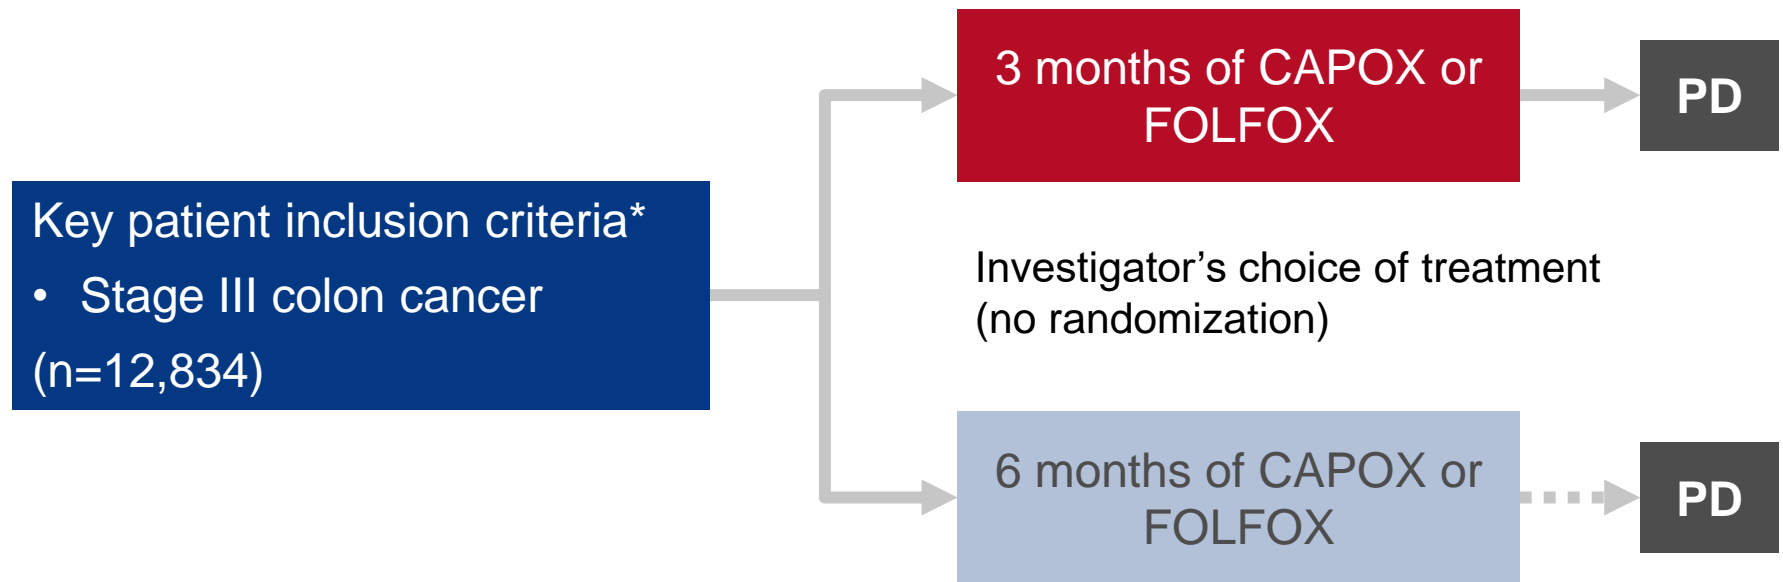 Key patient inclusion criteria*
• Stage III colon cancer
(n=12,834)
3 months of CAPOX or
FOLFOX
PD
Investigator’s choice of treatment
(no randomization)
6 months of CAPOX or
FOLFOX
PD